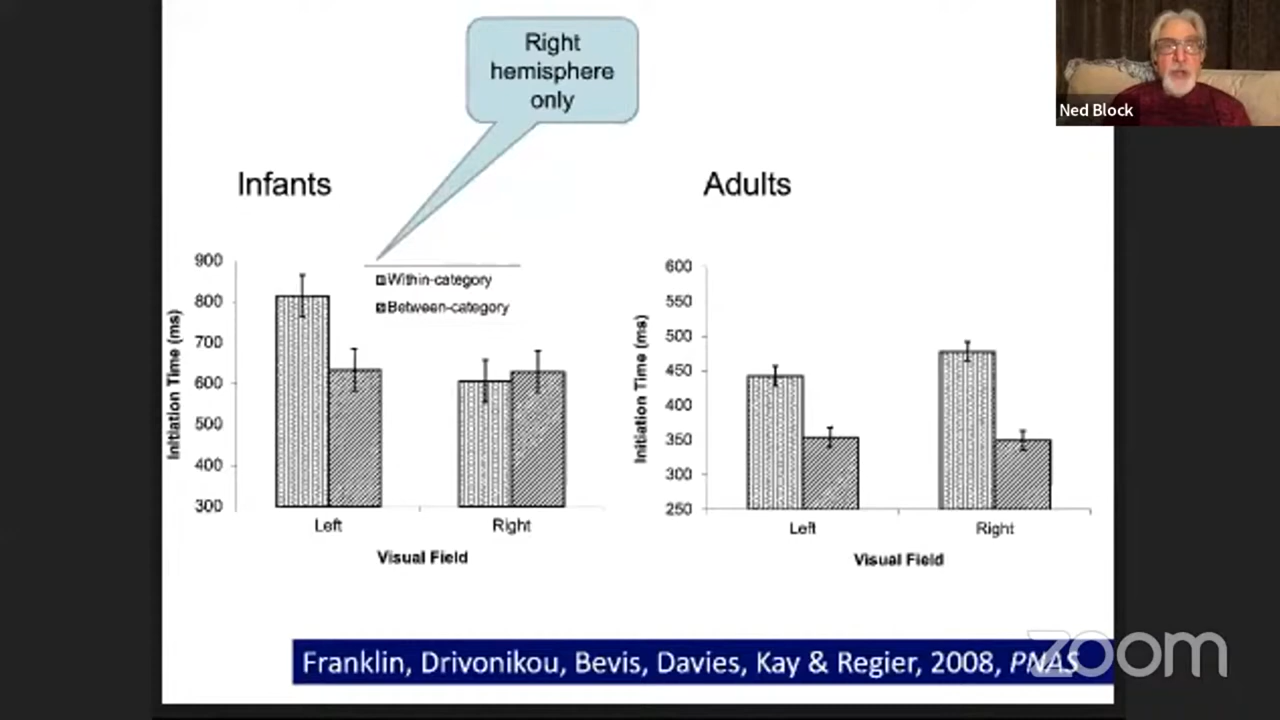 Right
hemisphere
only
Ned Block
Infants
Adults
900
800
700
600
500
400
300
Initiation Time (ms)
Within-category
Between-category
Left
Right
Visual Field
600
550
500
450
400
350
300
250
Initiation Time (ms)
Left
Right
Visual Field
Franklin, Drivonikou, Bevis, Davies, Kay & Regier, 2008, PNAS
zoom